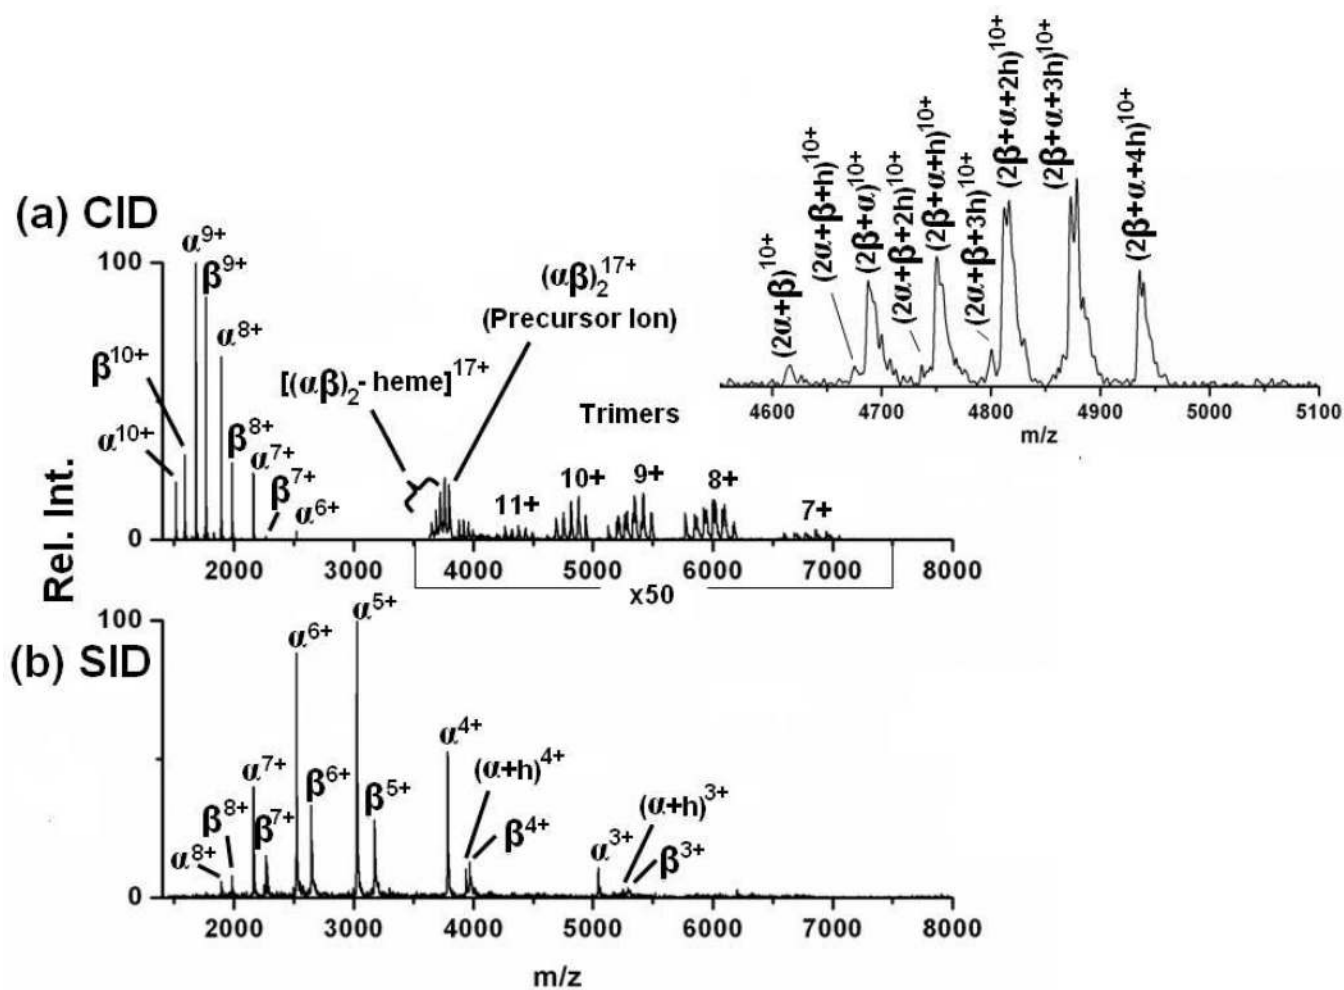 (a) CID
100
0
Rel. Int.
α9+
β9+
α8+
β10+
α10+
β8+
α7+
β7+
α6+
[(αβ)2- heme]17+
(αβ)2 17+
(Precursor Ion)
Trimers
11+
10+
9+
8+
7+
2000 3000 4000 5000 6000 7000 8000
x50
(2α+β)10+
(2α+β+h)10+
(2β+α)10+
(2α+β+2h)10+
(2β+α+h)10+
(2α+β+3h)10+
(2β+α+2h)10+
(2β+α+3h)10+
(2β+α+4h)10+
4600 4700 4800 4900 5000 5100
m/z
(b) SID
100
0
α8+
β8+
α7+
β7+
α6+
β6+
α5+
β5+
α4+
(α+h)4+
β4+
α3+
(α+h)3+
β3+
2000 3000 4000 5000 6000 7000 8000
m/z